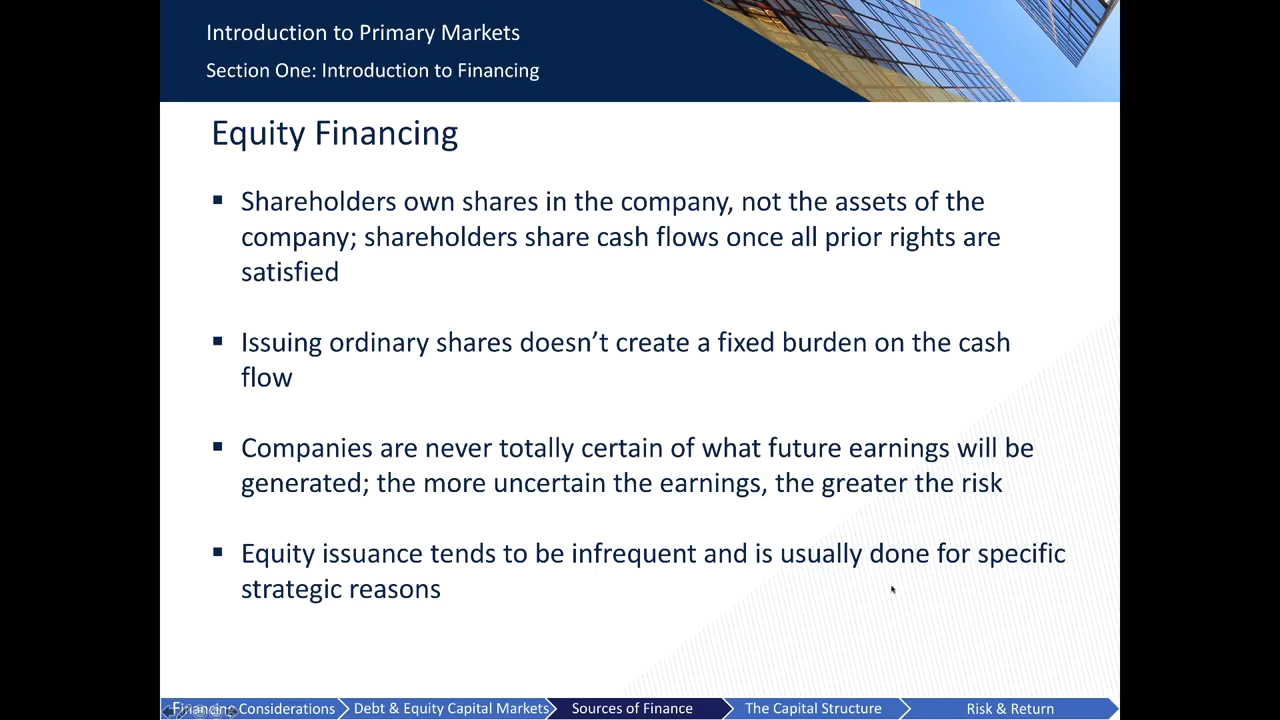 Introduction to Primary Markets
Section One: Introduction to Financing
Equity Financing
▪ Shareholders own shares in the company, not the assets of the
company; shareholders share cash flows once all prior rights are
satisfied
▪ Issuing ordinary shares doesn’t create a fixed burden on the cash
flow
▪ Companies are never totally certain of what future earnings will be
generated; the more uncertain the earnings, the greater the risk
▪ Equity issuance tends to be infrequent and is usually done for specific
strategic reasons
Financing Considerations
Debt & Equity Capital Markets
Sources of Finance
The Capital Structure
Risk & Return